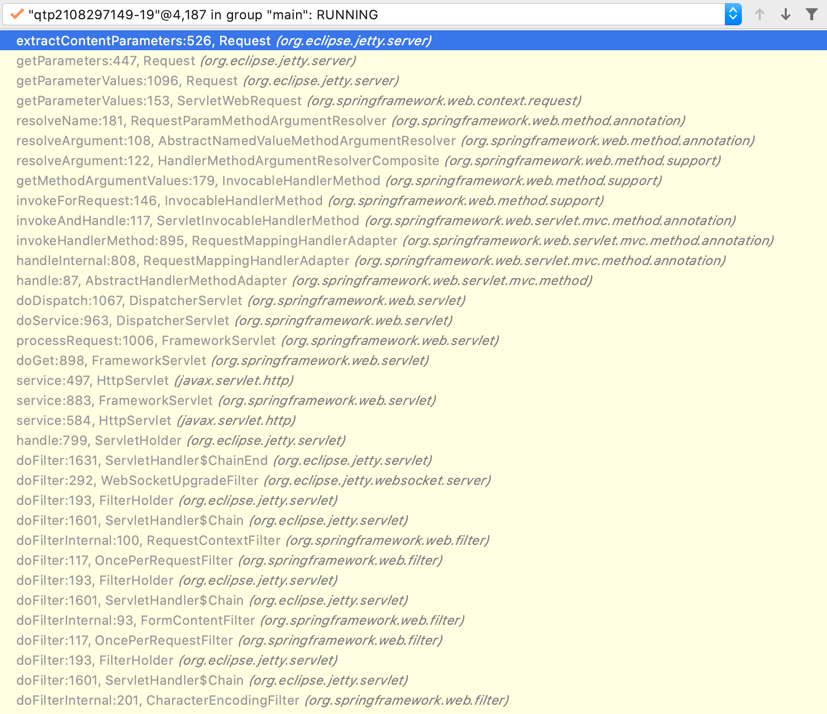 "qtp2108297149-19"@4,187 in group "main": RUNNING
extractContentParameters:526, Request (org.eclipse.jetty.server)
getParameters:447, Request (org.eclipse.jetty.server)
getParameterValues:1096, Request (org.eclipse.jetty.server)
getParameterValues:153, ServletWebRequest (org.springframework.web.context.request)
resolveName:181, RequestParamMethodArgumentResolver (org.springframework.web.method.annotation)
resolveArgument:108, AbstractNamedValueMethodArgumentResolver (org.springframework.web.method.annotation)
resolveArgument:122, HandlerMethodArgumentResolverComposite (org.springframework.web.method.support)
getMethodArgumentValues:179, InvocableHandlerMethod (org.springframework.web.method.support)
invokeForRequest:146, InvocableHandlerMethod (org.springframework.web.method.support)
invokeAndHandle:117, ServletInvocableHandlerMethod (org.springframework.web.servlet.mvc.method.annotation)
invokeHandlerMethod:895, RequestMappingHandlerAdapter (org.springframework.web.servlet.mvc.method.annotation)
handleInternal:808, RequestMappingHandlerAdapter (org.springframework.web.servlet.mvc.method.annotation)
handle:87, AbstractHandlerMethodAdapter (org.springframework.web.servlet.mvc.method)
doDispatch:1067, DispatcherServlet (org.springframework.web.servlet)
doService:963, DispatcherServlet (org.springframework.web.servlet)
processRequest:1006, FrameworkServlet (org.springframework.web.servlet)
doGet:898, FrameworkServlet (org.springframework.web.servlet)
service:497, HttpServlet (javax.servlet.http)
service:883, FrameworkServlet (org.springframework.web.servlet)
service:584, HttpServlet (javax.servlet.http)
handle:799, ServletHolder (org.eclipse.jetty.servlet)
doFilter:1631, ServletHandler$ChainEnd (org.eclipse.jetty.servlet)
doFilter:292, WebSocketUpgradeFilter (org.eclipse.jetty.websocket.server)
doFilter:193, FilterHolder (org.eclipse.jetty.servlet)
doFilter:1601, ServletHandler$Chain (org.eclipse.jetty.servlet)
doFilterInternal:100, RequestContextFilter (org.springframework.web.filter)
doFilter:117, OncePerRequestFilter (org.springframework.web.filter)
doFilter:193, FilterHolder (org.eclipse.jetty.servlet)
doFilter:1601, ServletHandler$Chain (org.eclipse.jetty.servlet)
doFilterInternal:93, FormContentFilter (org.springframework.web.filter)
doFilter:117, OncePerRequestFilter (org.springframework.web.filter)
doFilter:193, FilterHolder (org.eclipse.jetty.servlet)
doFilter:1601, ServletHandler$Chain (org.eclipse.jetty.servlet)
doFilterInternal:201, CharacterEncodingFilter (org.springframework.web.filter)